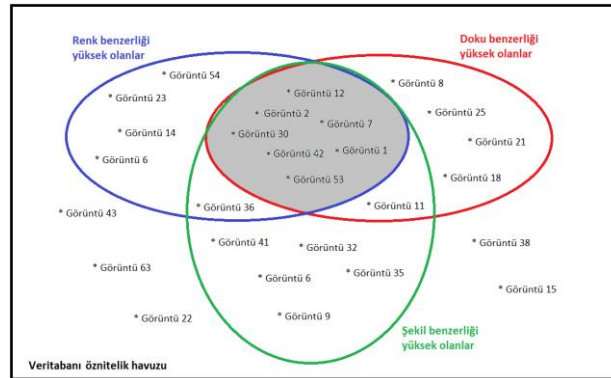 Renk benzerliği
yüksek olanlar
Doku benzerliği
yüksek olanlar
* Görüntü 54
* Görüntü 8
* Görüntü 23
* Görüntü 12
* Görüntü 2
* Görüntü 7
* Görüntü 25
* Görüntü 14
* Görüntü 30
* Görüntü 21
* Görüntü 6
* Görüntü 42
* Görüntü 1
* Görüntü 53
* Görüntü 18
* Görüntü 43
* Görüntü 36
* Görüntü 11
* Görüntü 41
* Görüntü 32
* Görüntü 38
* Görüntü 63
* Görüntü 6
* Görüntü 35
* Görüntü 15
* Görüntü 22
* Görüntü 9
Şekil benzerliği
yüksek olanlar
Veritabanı öznitelik havuzu